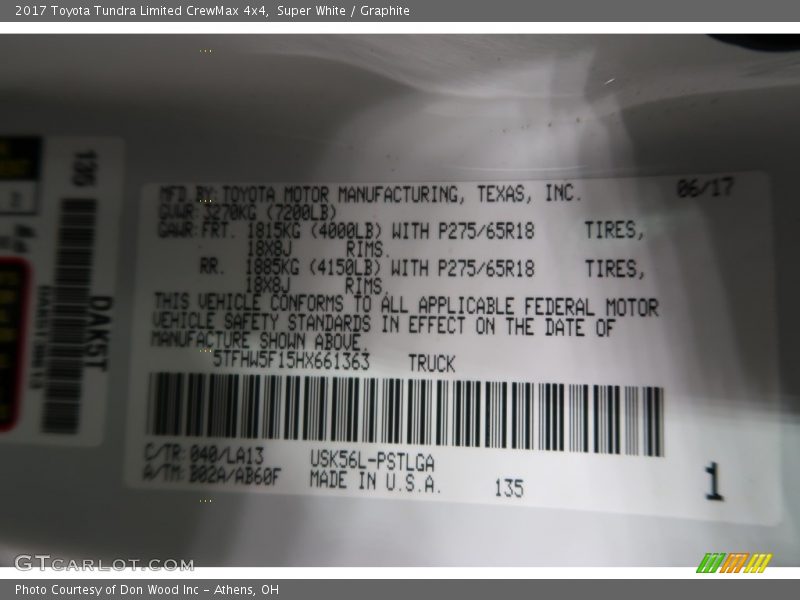 2017 Toyota Tundra Limited CrewMax 4x4, Super White / Graphite
MFD. BY: TOYOTA MOTOR MANUFACTURING, TEXAS, INC. 06/17
GVWR: 3270KG (7200LB)
GAWR: FRT. 1815KG (4000LB) WITH P275/65R18 TIRES,
18X8J RIMS.
RR. 1885KG (4150LB) WITH P275/65R18 TIRES,
18X8J RIMS.
THIS VEHICLE CONFORMS TO ALL APPLICABLE FEDERAL MOTOR
VEHICLE SAFETY STANDARDS IN EFFECT ON THE DATE OF
MANUFACTURE SHOWN ABOVE.
5TFHW5F15HX661363 TRUCK
C/TR: 040/LA13 USK56L-PSTLGA
A/TM: B02A/AB60F MADE IN U.S.A. 135
1
135
DAKST
GTCARLOT.COM
Photo Courtesy of Don Wood Inc – Athens, OH